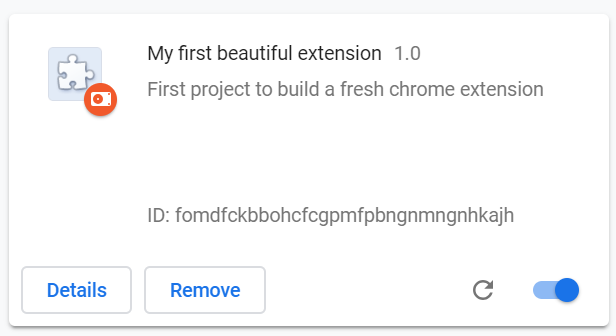 My first beautiful extension 1.0
First project to build a fresh chrome extension
ID: fomdfckbbohcfcgpmfpbngnmngnhkajh
Details Remove